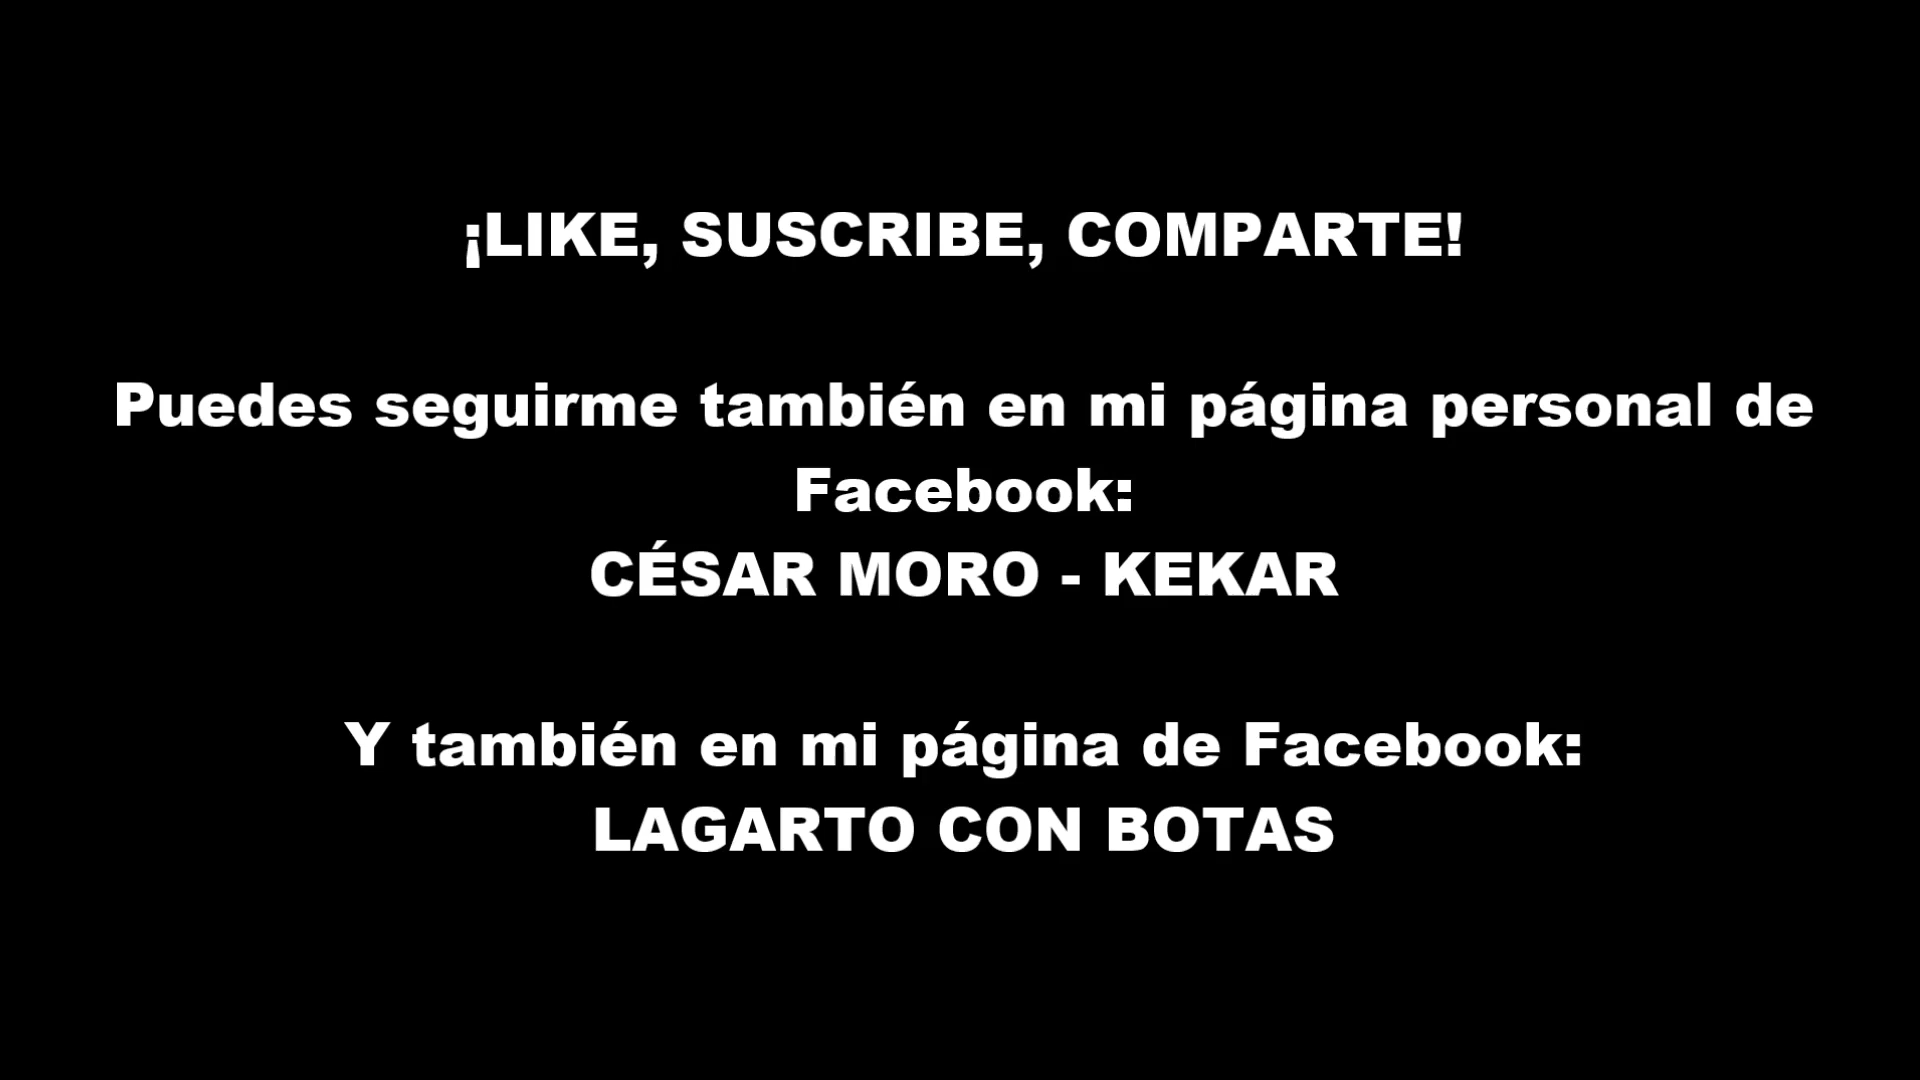 ¡LIKE, SUSCRIBE, COMPARTE!
Puedes seguirme también en mi página personal de
Facebook:
CÉSAR MORO - KEKAR
Y también en mi página de Facebook:
LAGARTO CON BOTAS